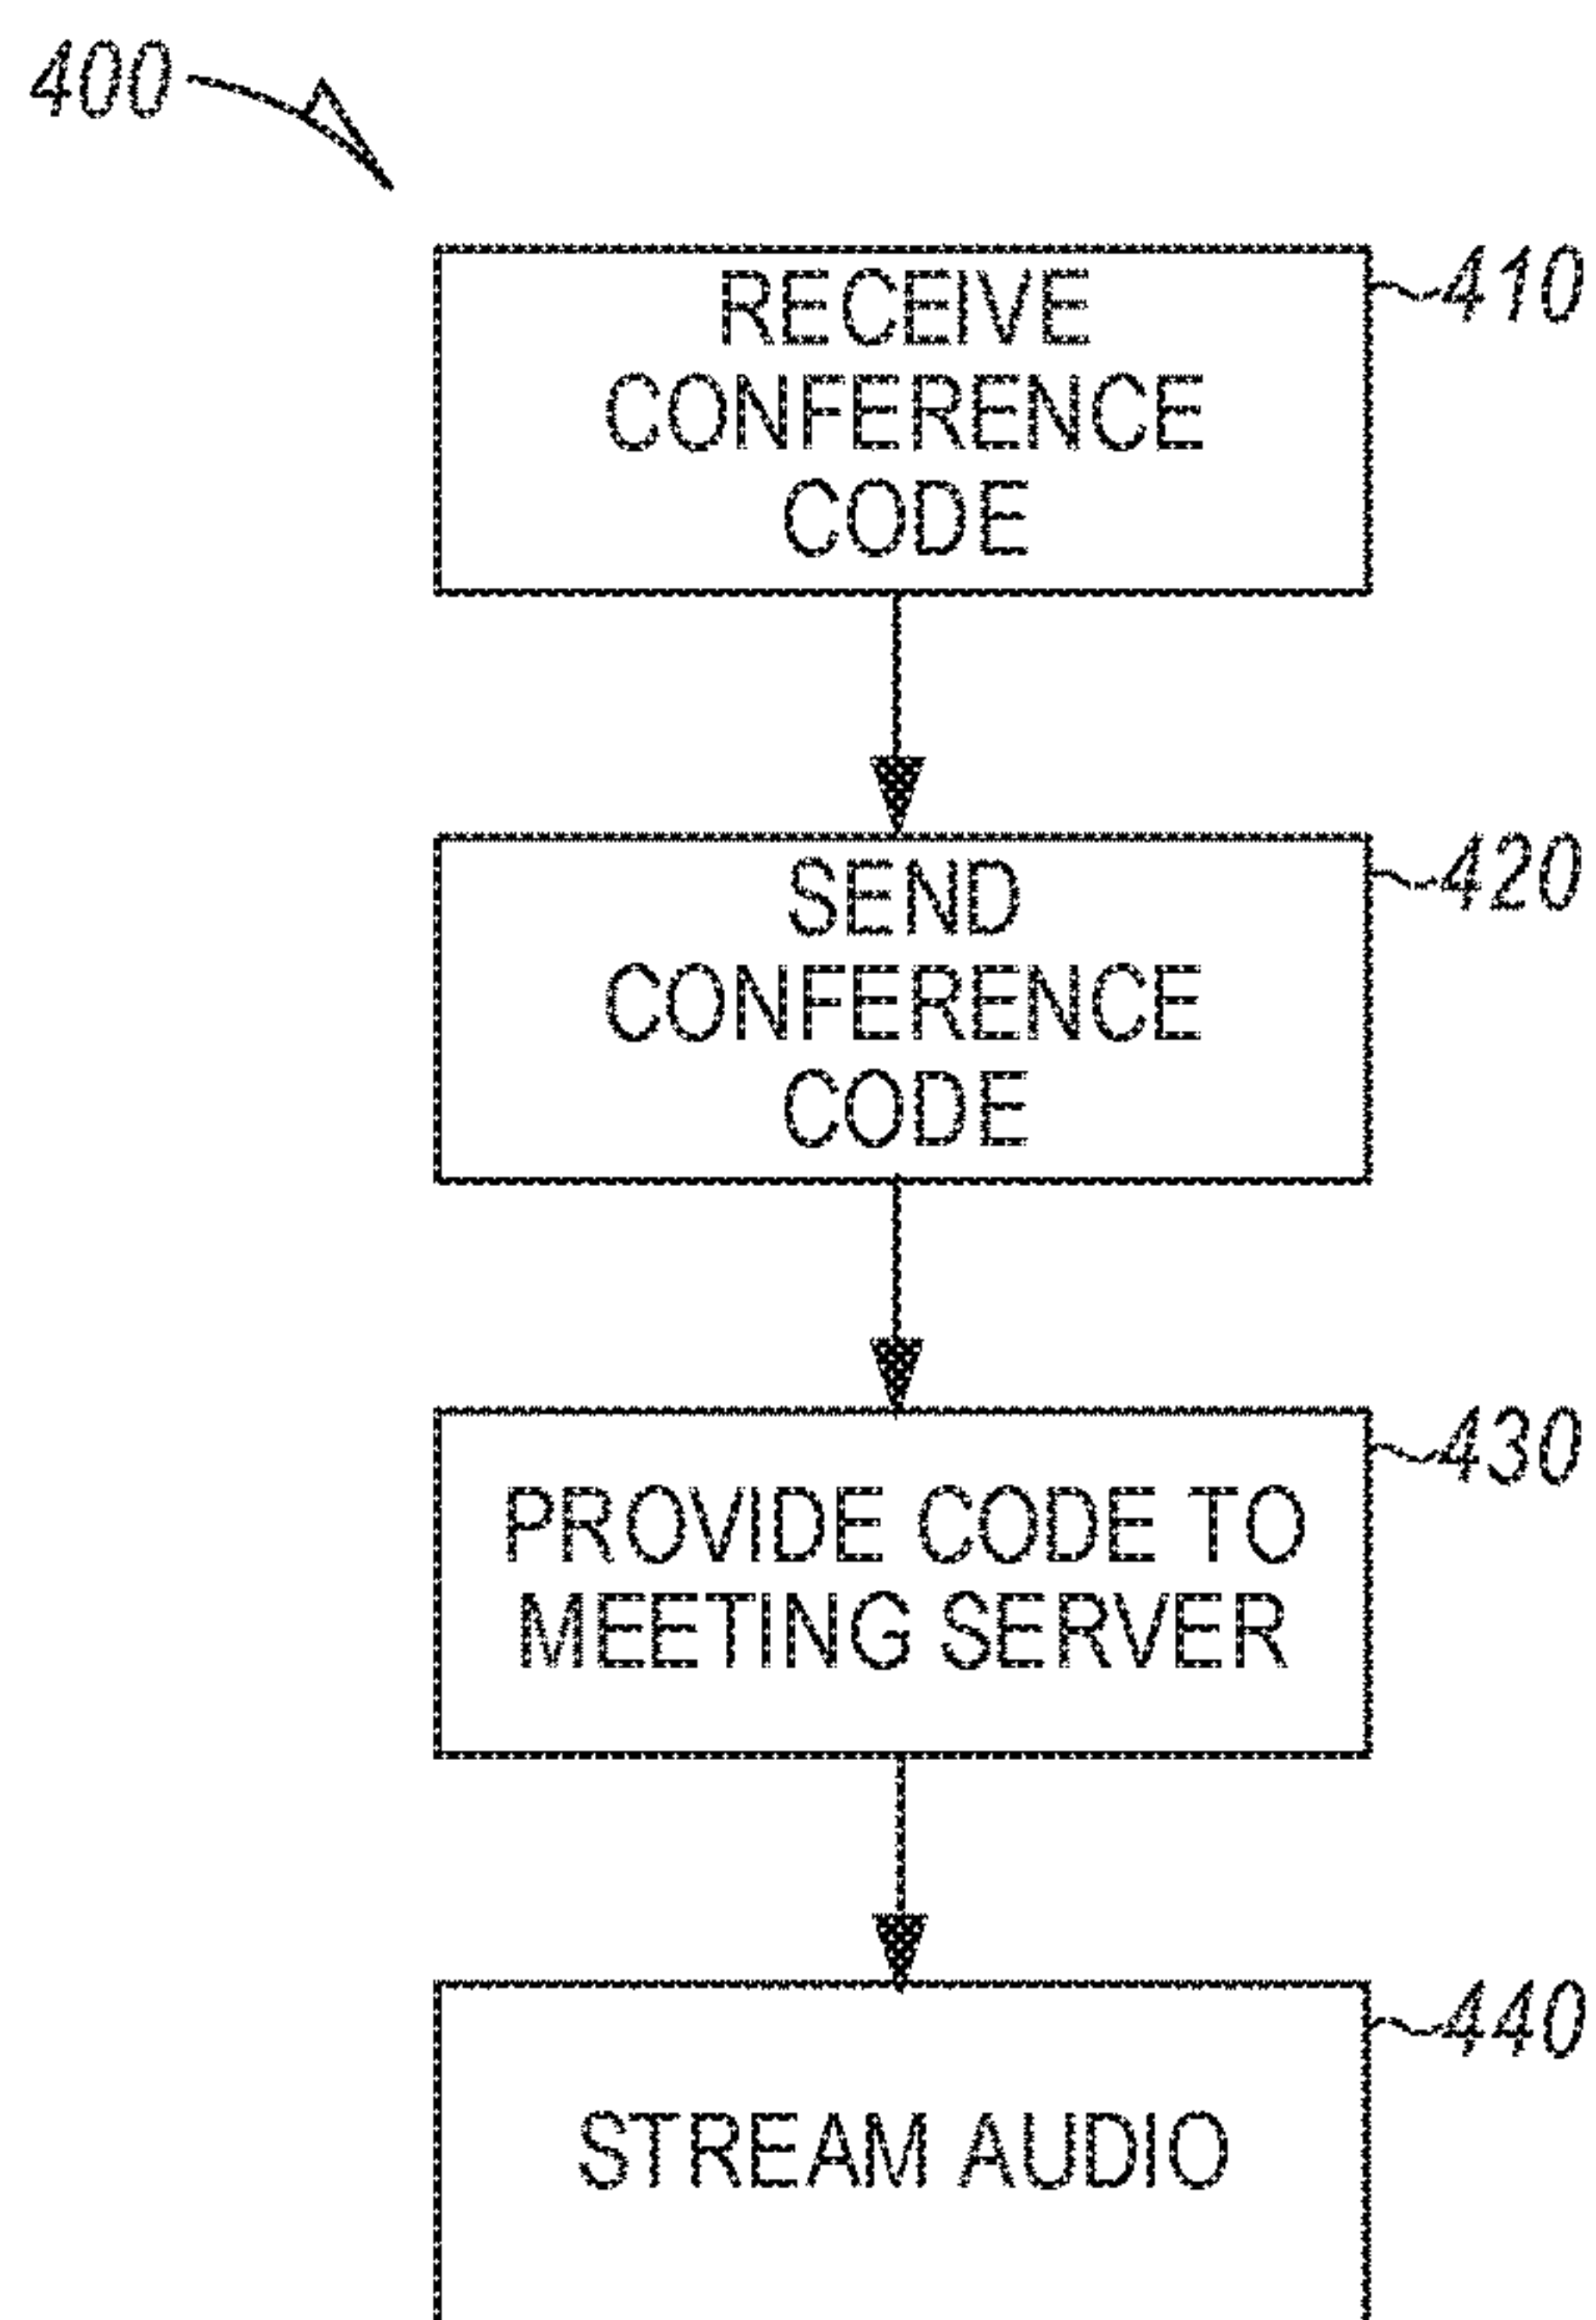 400
RECEIVE
CONFERENCE
CODE
410
SEND
CONFERENCE
CODE
420
PROVIDE CODE TO
MEETING SERVER
430
STREAM AUDIO
440